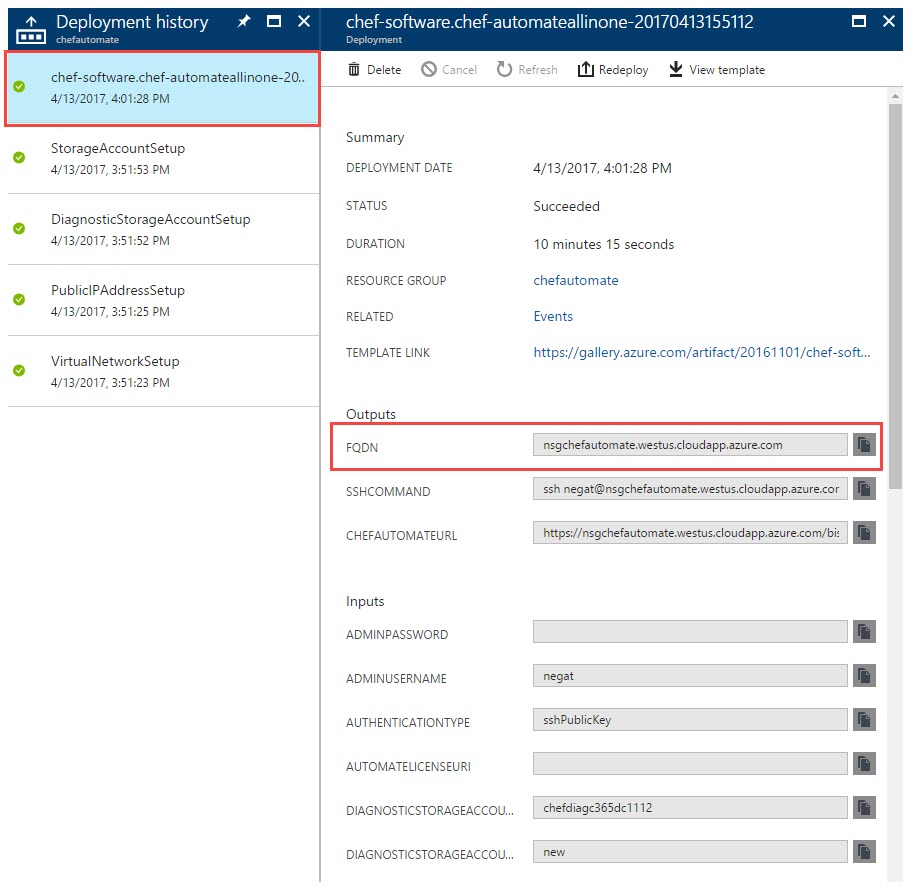 Deployment history
chefautomate
chef-software.chef-automateallinone-20..
4/13/2017, 4:01:28 PM
StorageAccountSetup
4/13/2017, 3:51:53 PM
DiagnosticStorageAccountSetup
4/13/2017, 3:51:52 PM
PublicIPAddressSetup
4/13/2017, 3:51:25 PM
VirtualNetworkSetup
4/13/2017, 3:51:23 PM
chef-software.chef-automateallinone-20170413155112
Deployment
Delete Cancel Refresh Redeploy View template
Summary
DEPLOYMENT DATE 4/13/2017, 4:01:28 PM
STATUS Succeeded
DURATION 10 minutes 15 seconds
RESOURCE GROUP chefautomate
RELATED Events
TEMPLATE LINK https://gallery.azure.com/artifact/20161101/chef-soft...
Outputs
FQDN nsgchefautomate.westus.cloudapp.azure.com
SSHCOMMAND ssh negat@nsgchefautomate.westus.cloudapp.azure.cor
CHEFAUTOMATEURL https://nsgchefautomate.westus.cloudapp.azure.com/bis
Inputs
ADMINPASSWORD
ADMINUSERNAME negat
AUTHENTICATIONTYPE sshPublicKey
AUTOMATELICENSEURI
DIAGNOSTICSTORAGEACCOU... chefdiagc365dc1112
DIAGNOSTICSTORAGEACCOU... new